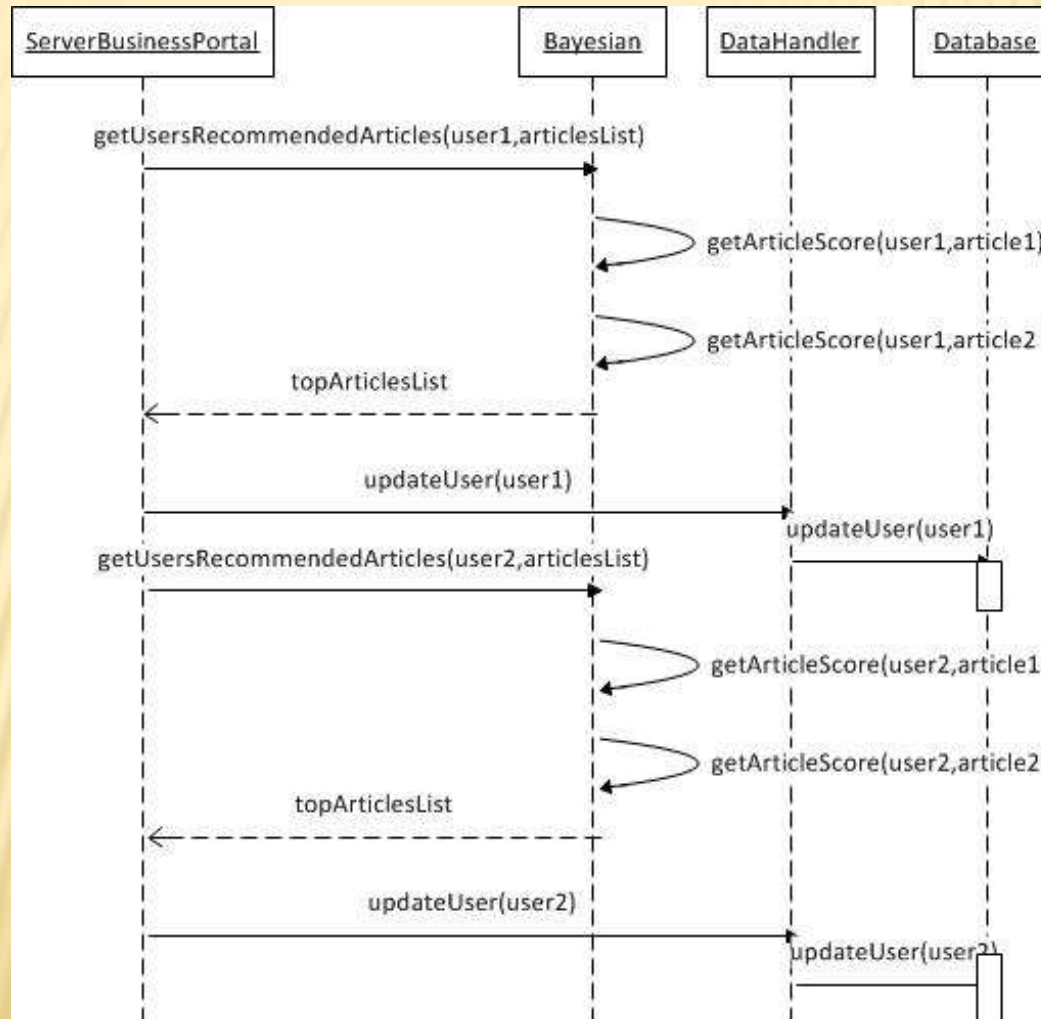 ServerBusinessPortal
Bayesian
DataHandler
Database
getUsersRecommendedArticles(user1,articlesList)
getArticleScore(user1,article1)
getArticleScore(user1,article2
topArticlesList
updateUser(user1)
updateUser(user1)
getUsersRecommendedArticles(user2,articlesList)
getArticleScore(user2,article1
getArticleScore(user2,article2
topArticlesList
updateUser(user2)
updateUser(user2)